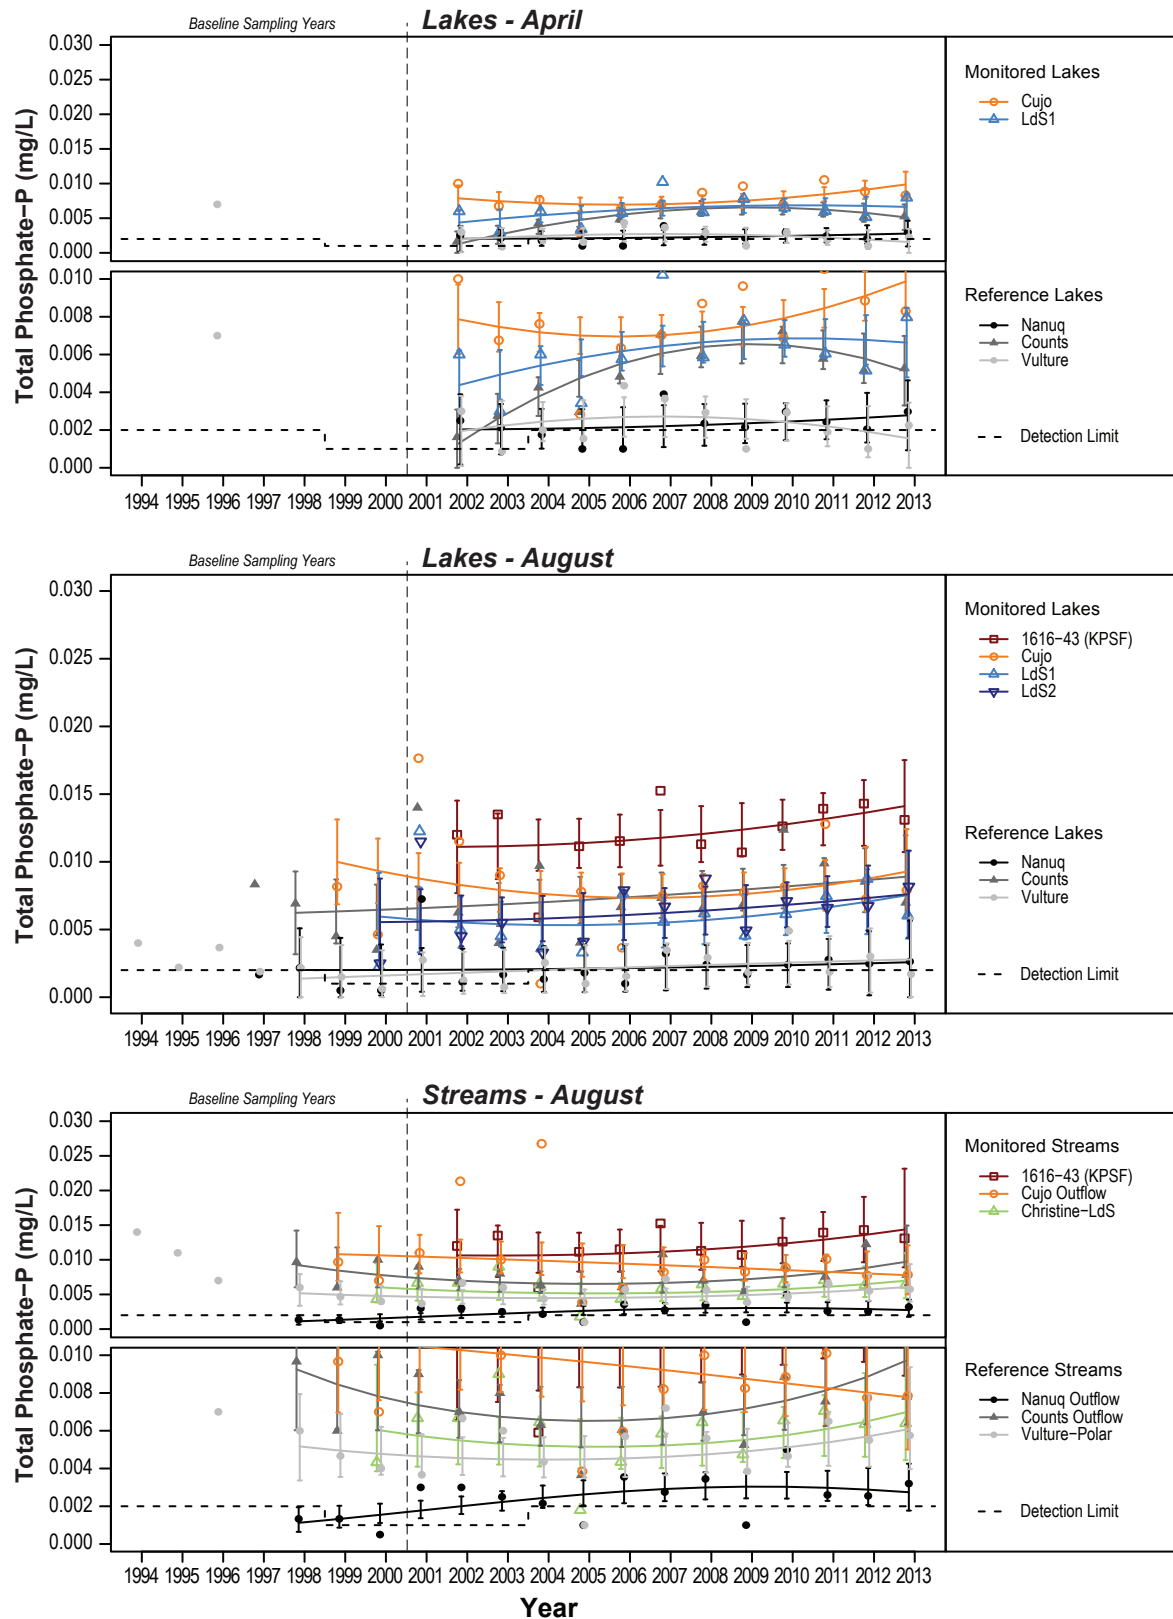 Baseline Sampling Years
Lakes - April
Total Phosphate−P (mg/L)
0.030
0.025
0.020
0.015
0.010
0.005
0.000
0.010
0.008
0.006
0.004
0.002
0.000
1994 1995 1996 1997 1998 1999 2000 2001 2002 2003 2004 2005 2006 2007 2008 2009 2010 2011 2012 2013
Monitored Lakes
Cujo
LdS1
Reference Lakes
Nanuq
Counts
Vulture
Detection Limit
Baseline Sampling Years
Lakes - August
Total Phosphate−P (mg/L)
0.030
0.025
0.020
0.015
0.010
0.005
0.000
1994 1995 1996 1997 1998 1999 2000 2001 2002 2003 2004 2005 2006 2007 2008 2009 2010 2011 2012 2013
Monitored Lakes
1616−43 (KPSF)
Cujo
LdS1
LdS2
Reference Lakes
Nanuq
Counts
Vulture
Detection Limit
Baseline Sampling Years
Streams - August
Total Phosphate−P (mg/L)
0.030
0.025
0.020
0.015
0.010
0.005
0.000
0.010
0.008
0.006
0.004
0.002
0.000
1994 1995 1996 1997 1998 1999 2000 2001 2002 2003 2004 2005 2006 2007 2008 2009 2010 2011 2012 2013
Year
Monitored Streams
1616−43 (KPSF)
Cujo Outflow
Christine−LdS
Reference Streams
Nanuq Outflow
Counts Outflow
Vulture−Polar
Detection Limit